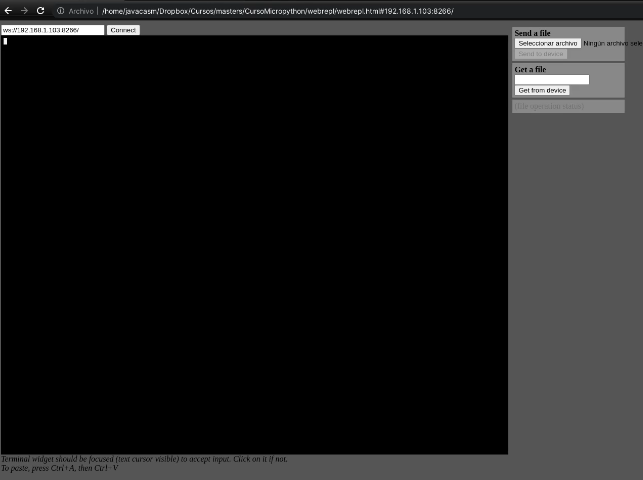 Archivo /home/javacasm/Dropbox/Cursos/masters/CursoMicropython/webrepl/webrepl.html#192.168.1.103:8266/
ws://192.168.1.103:8266/ Connect
Send a file
Seleccionar archivo Ningún archivo sele
Send to device
Get a file
Get from device
(file operation status)
Terminal widget should be focused (text cursor visible) to accept input. Click on it if not.
To paste, press Ctrl+A, then Ctrl+V